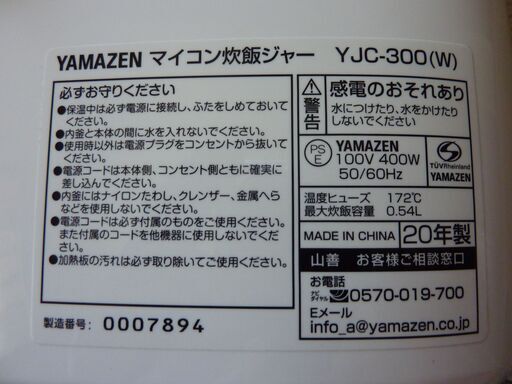 YAMAZEN マイコン炊飯ジャー YJC-300(W)
必ずお守りください
●保温中は必ず電源に接続し、ふたをしめておいて
ください。
●内釜と本体の間に水を入れないでください。
●使用時以外は電源プラグをコンセントから抜いて
ください。
●電源コードは本体側、コンセント側ともに確実に
差し込んでください。
●内釜にはナイロンたわし、クレンザー、金属へら
などを使用しないでください。
●電源コードは必ず付属のものをご使用ください。
また付属のコードを他機器に使用しないで
ください。
●加熱板の汚れは必ず取り除いてご使用ください。
製造番号: 0007894
警告
感電のおそれあり
水につけたり、水をかけたり
しないでください
PS
E
YAMAZEN
100V 400W
50/60Hz
TÜVRheinland
YAMAZEN
温度ヒューズ 172℃
最大炊飯容量 0.54L
MADE IN CHINA 20年製
山善 お客様ご相談窓口
お電話
ナビ
ダイヤル 0570-019-700
Eメール
info_a@yamazen.co.jp